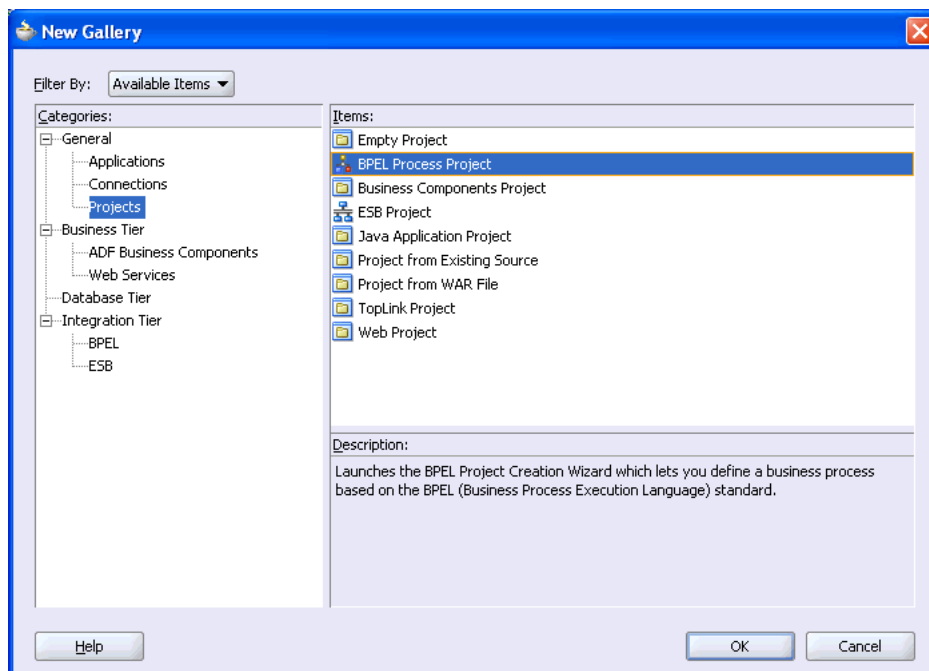 New Gallery
Filter By: Available Items
Categories:
General
Applications
Connections
Projects
Business Tier
ADF Business Components
Web Services
Database Tier
Integration Tier
BPEL
ESB
Items:
Empty Project
BPEL Process Project
Business Components Project
ESB Project
Java Application Project
Project from Existing Source
Project from WAR File
TopLink Project
Web Project
Description:
Launches the BPEL Project Creation Wizard which lets you define a business process
based on the BPEL (Business Process Execution Language) standard.
Help OK Cancel